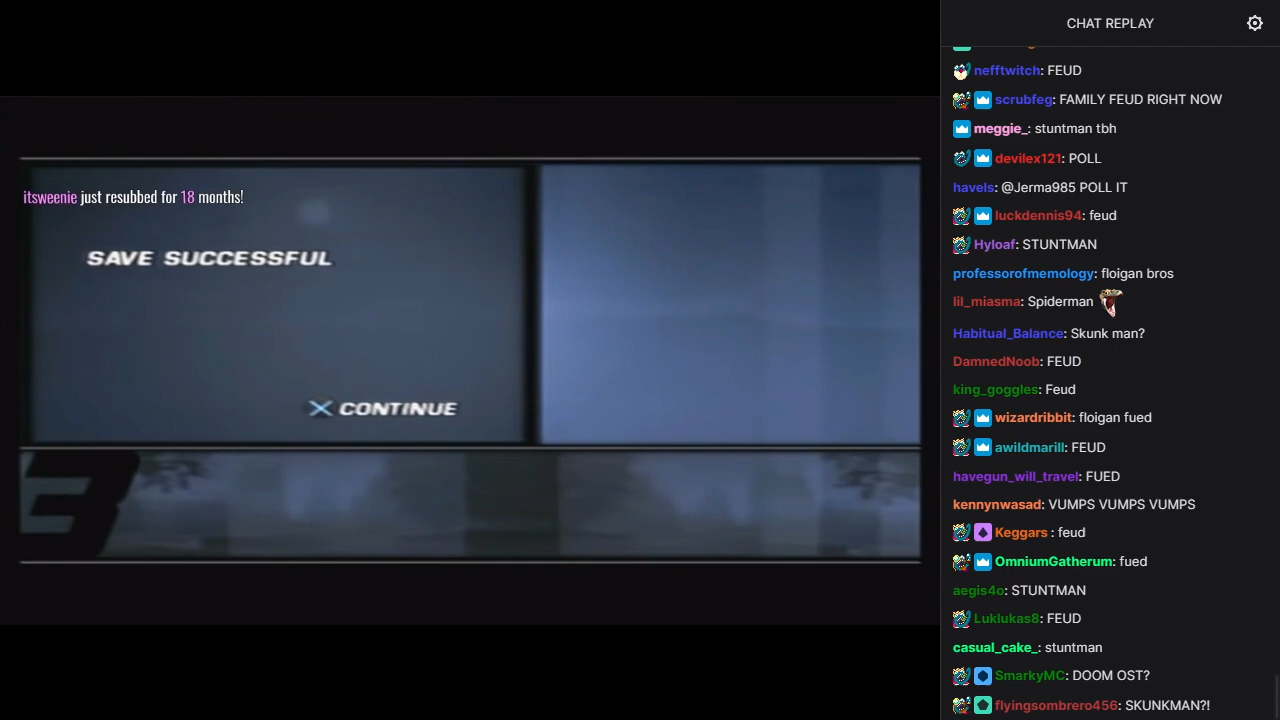 CHAT REPLAY
nefftwitch: FEUD
scrubfeg: FAMILY FEUD RIGHT NOW
meggie_: stuntman tbh
devilex121: POLL
havels: @Jerma985 POLL IT
luckdennis94: feud
Hyloaf: STUNTMAN
professorofmemology: floigan bros
lil_miasma: Spiderman
Habitual_Balance: Skunk man?
DamnedNoob: FEUD
king_goggles: Feud
wizardribbit: floigan fued
awildmarill: FEUD
havegun_will_travel: FUED
kennynwasad: VUMPS VUMPS VUMPS
Keggars : feud
OmniumGatherum: fued
aegis4o: STUNTMAN
Luklukas8: FEUD
casual_cake_: stuntman
SmarkyMC: DOOM OST?
flyingsombrero456: SKUNKMAN?!
itsweenie just resubbed for 18 months!
SAVE SUCCESSFUL
X CONTINUE
3